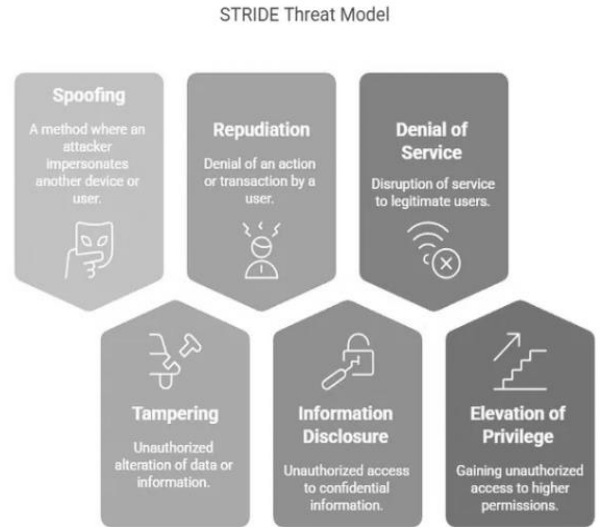 STRIDE Threat Model
Spoofing
A method where an
attacker
impersonates
another device or
user.
Repudiation
Denial of an action
or transaction by a
user.
Denial of
Service
Disruption of service
to legitimate users.
Tampering
Unauthorized
alteration of data or
information.
Information
Disclosure
Unauthorized access
to confidential
information.
Elevation of
Privilege
Gaining unauthorized
access to higher
permissions.